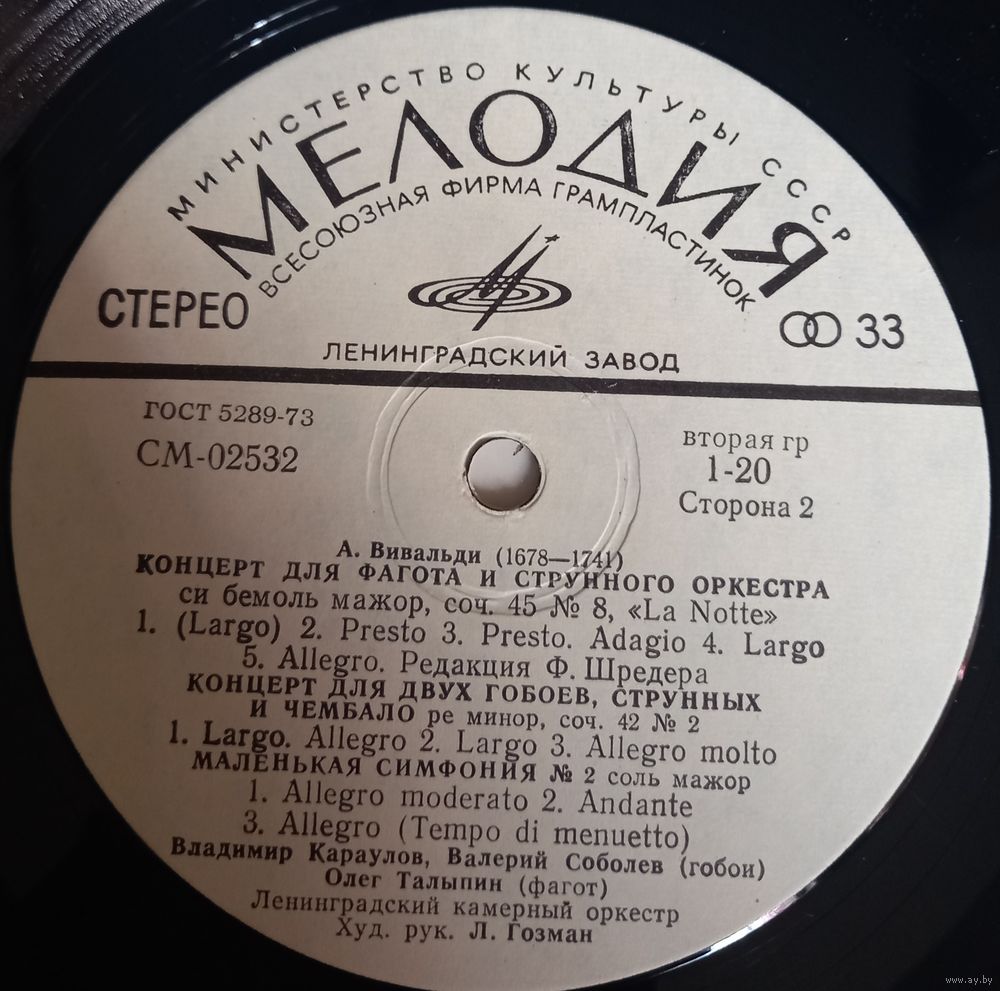 МИНИСТЕРСТВО КУЛЬТУРЫ СССР
МЕЛОДИЯ
ВСЕСОЮЗНАЯ ФИРМА ГРАМПЛАСТИНОК
СТЕРЕО
33
ЛЕНИНГРАДСКИЙ ЗАВОД
ГОСТ 5289-73
СМ-02532
вторая гр
1-20
Сторона 2
А. Вивальди (1678—1741)
КОНЦЕРТ ДЛЯ ФАГОТА И СТРУННОГО ОРКЕСТРА
си бемоль мажор, соч. 45 № 8, «La Notte»
1. (Largo) 2. Presto 3. Presto. Adagio 4. Largo
5. Allegro. Редакция Ф. Шредера
КОНЦЕРТ ДЛЯ ДВУХ ГОБОЕВ, СТРУННЫХ
И ЧЕМБАЛО ре минор, соч. 42 № 2
1. Largo. Allegro 2. Largo 3. Allegro molto
МАЛЕНЬКАЯ СИМФОНИЯ № 2 соль мажор
1. Allegro moderato 2. Andante
3. Allegro (Tempo di menuetto)
Владимир Караулов, Валерий Соболев (гобои)
Олег Талыпин (фагот)
Ленинградский камерный оркестр
Худ. рук. Л. Гозман
www.ay.by